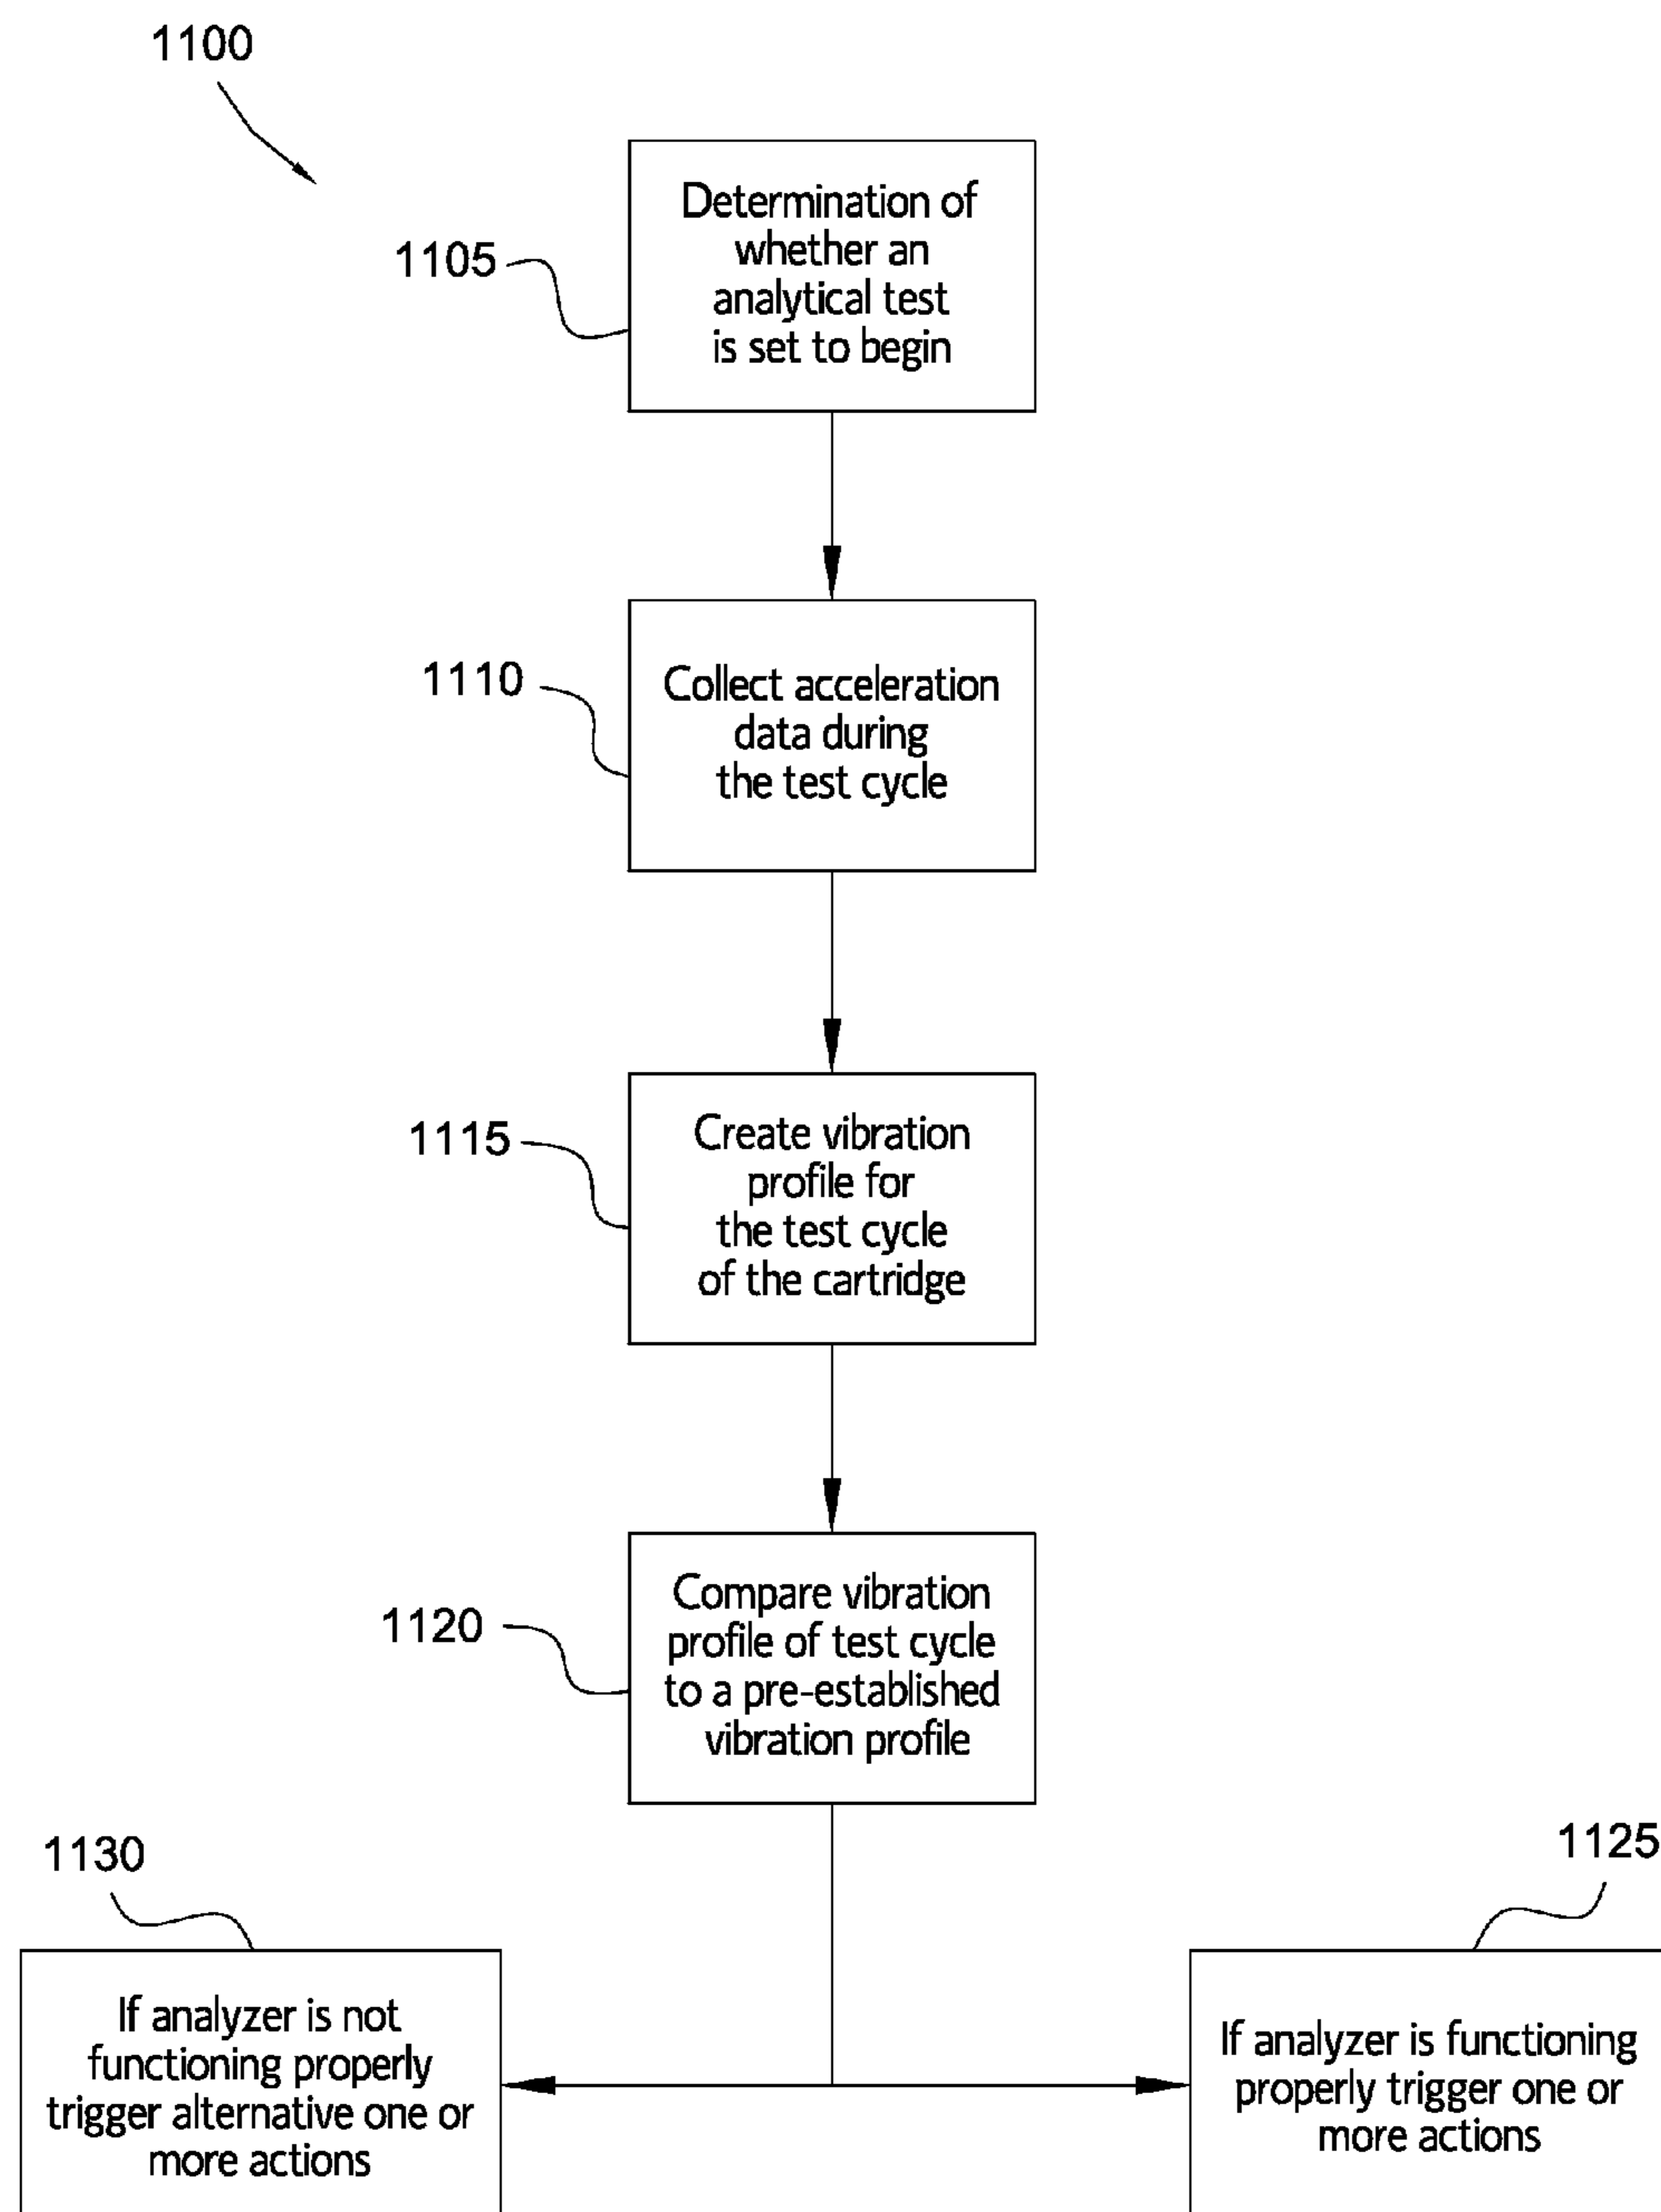 1100
1105
Determination of
whether an
analytical test
is set to begin
1110
Collect acceleration
data during
the test cycle
1115
Create vibration
profile for
the test cycle
of the cartridge
1120
Compare vibration
profile of test cycle
to a pre-established
vibration profile
1130
If analyzer is not
functioning properly
trigger alternative one or
more actions
1125
If analyzer is functioning
properly trigger one or
more actions